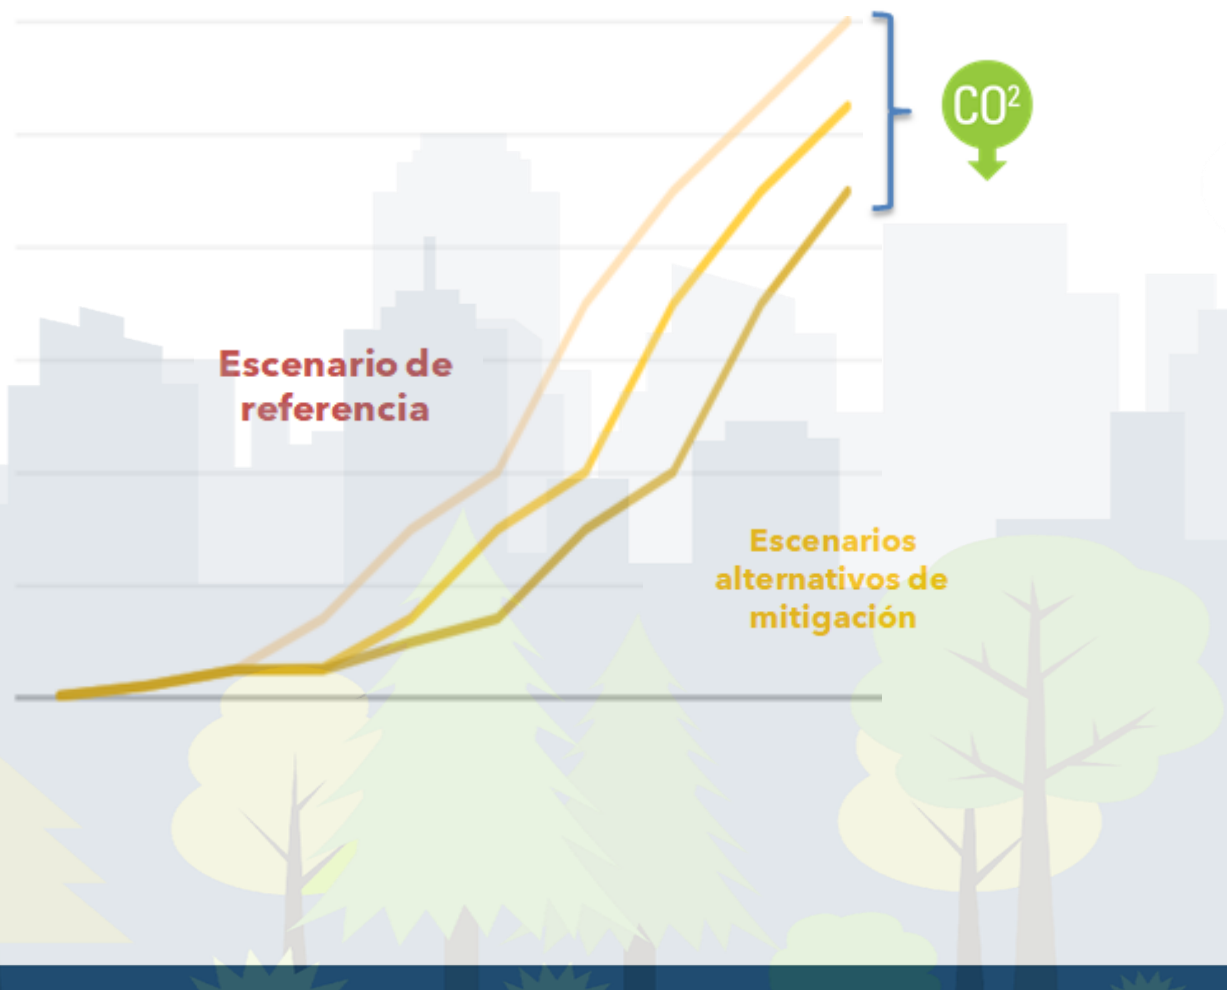 CO²
Escenario de
referencia
Escenarios
alternativos de
mitigación